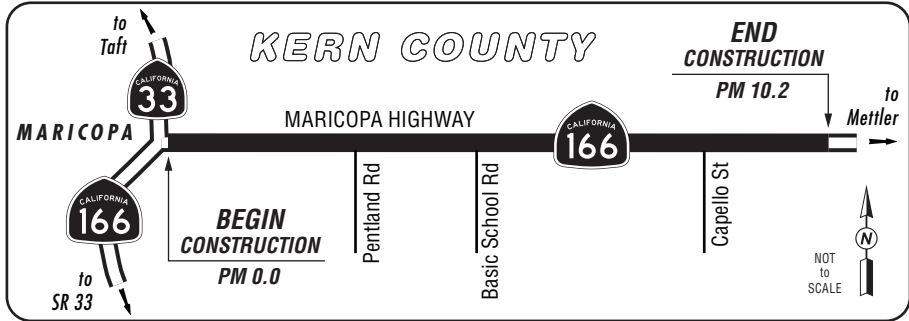 to
Taft
KERN COUNTY
END
CONSTRUCTION
PM 10.2
to
Mettler
CALIFORNIA
33
MARICOPA
MARICOPA HIGHWAY
CALIFORNIA
166
CALIFORNIA
166
BEGIN
CONSTRUCTION
PM 0.0
Pentland Rd
Basic School Rd
Capello St
to
SR 33
N
NOT
to
SCALE